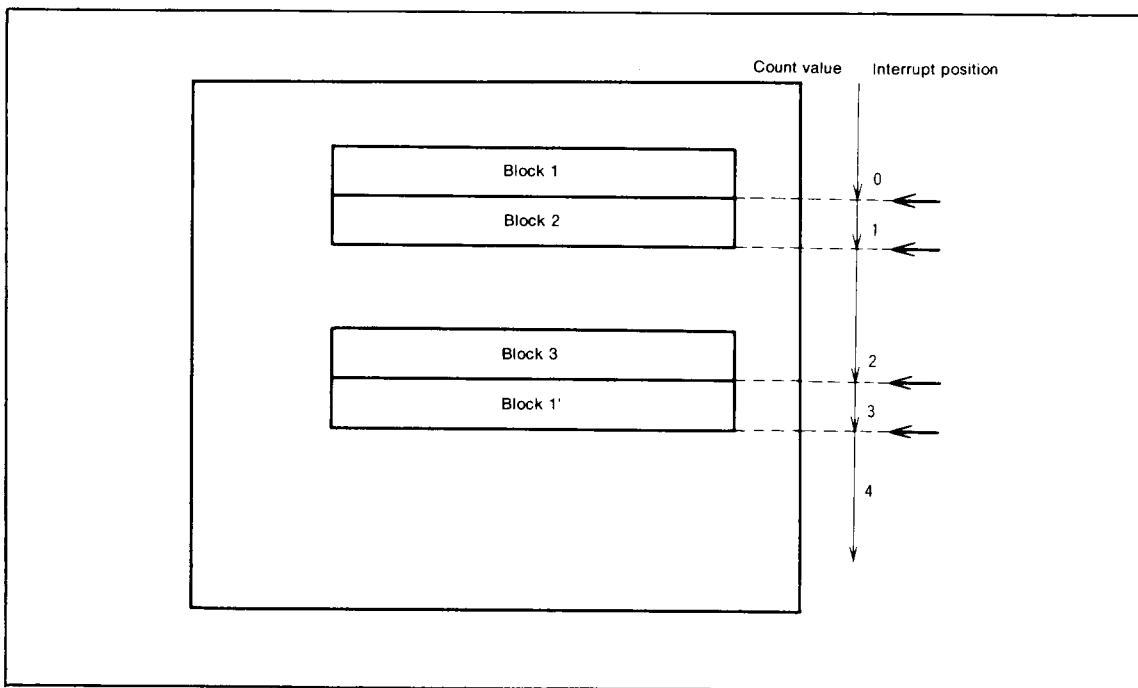 Count value Interrupt position
Block 1
0
Block 2
1
Block 3
2
Block 1'
3
4